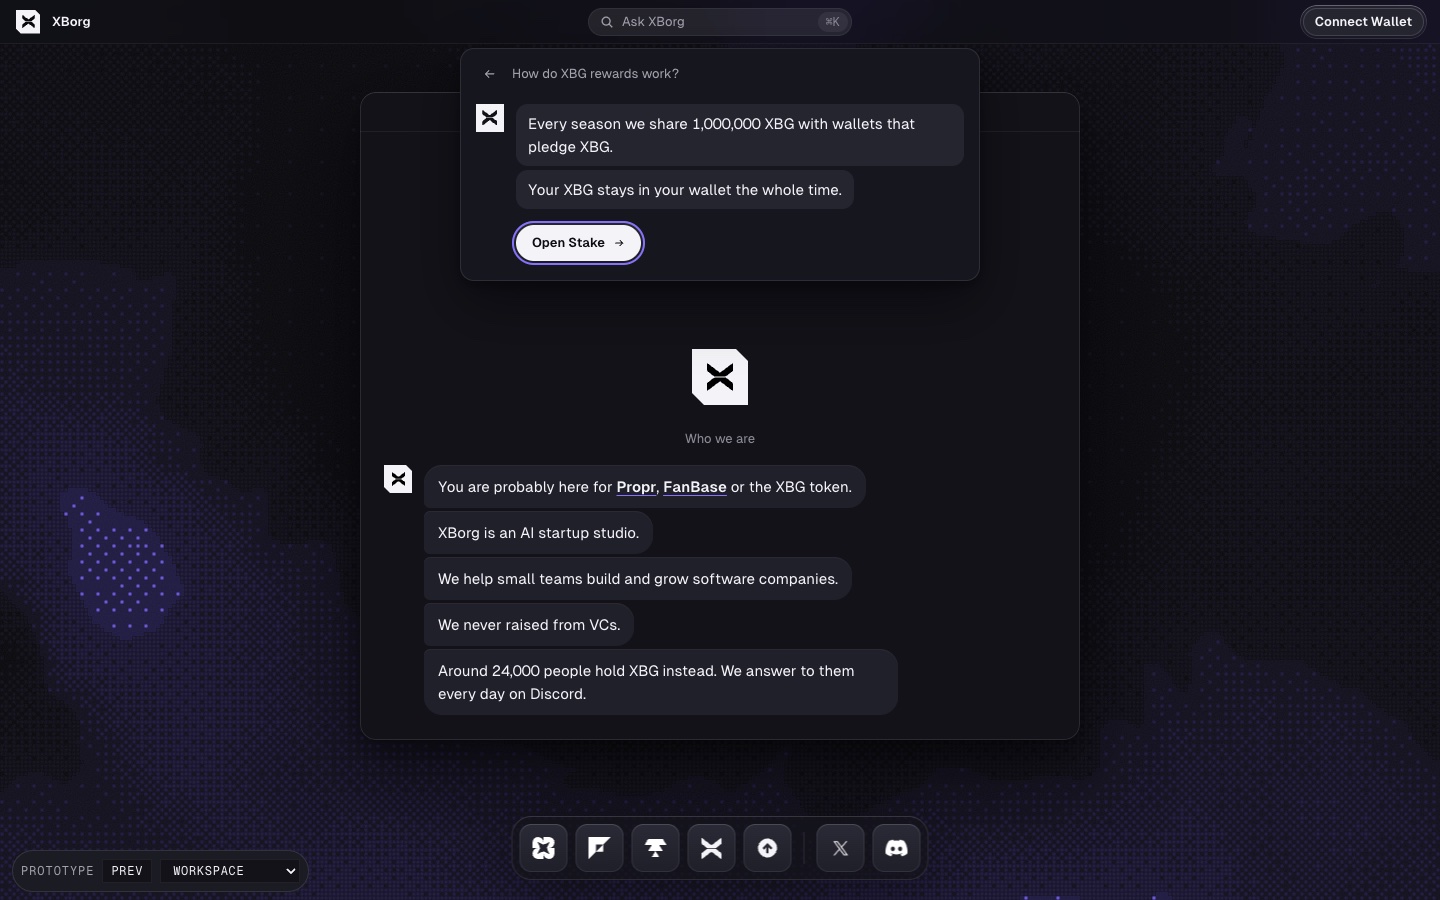 XBorg
Ask XBorg
⌘K
Connect Wallet
How do XBG rewards work?
Every season we share 1,000,000 XBG with wallets that
pledge XBG.
Your XBG stays in your wallet the whole time.
Open Stake →
Who we are
You are probably here for Propr, FanBase or the XBG token.
XBorg is an AI startup studio.
We help small teams build and grow software companies.
We never raised from VCs.
Around 24,000 people hold XBG instead. We answer to them
every day on Discord.
PROTOTYPE
PREV
WORKSPACE